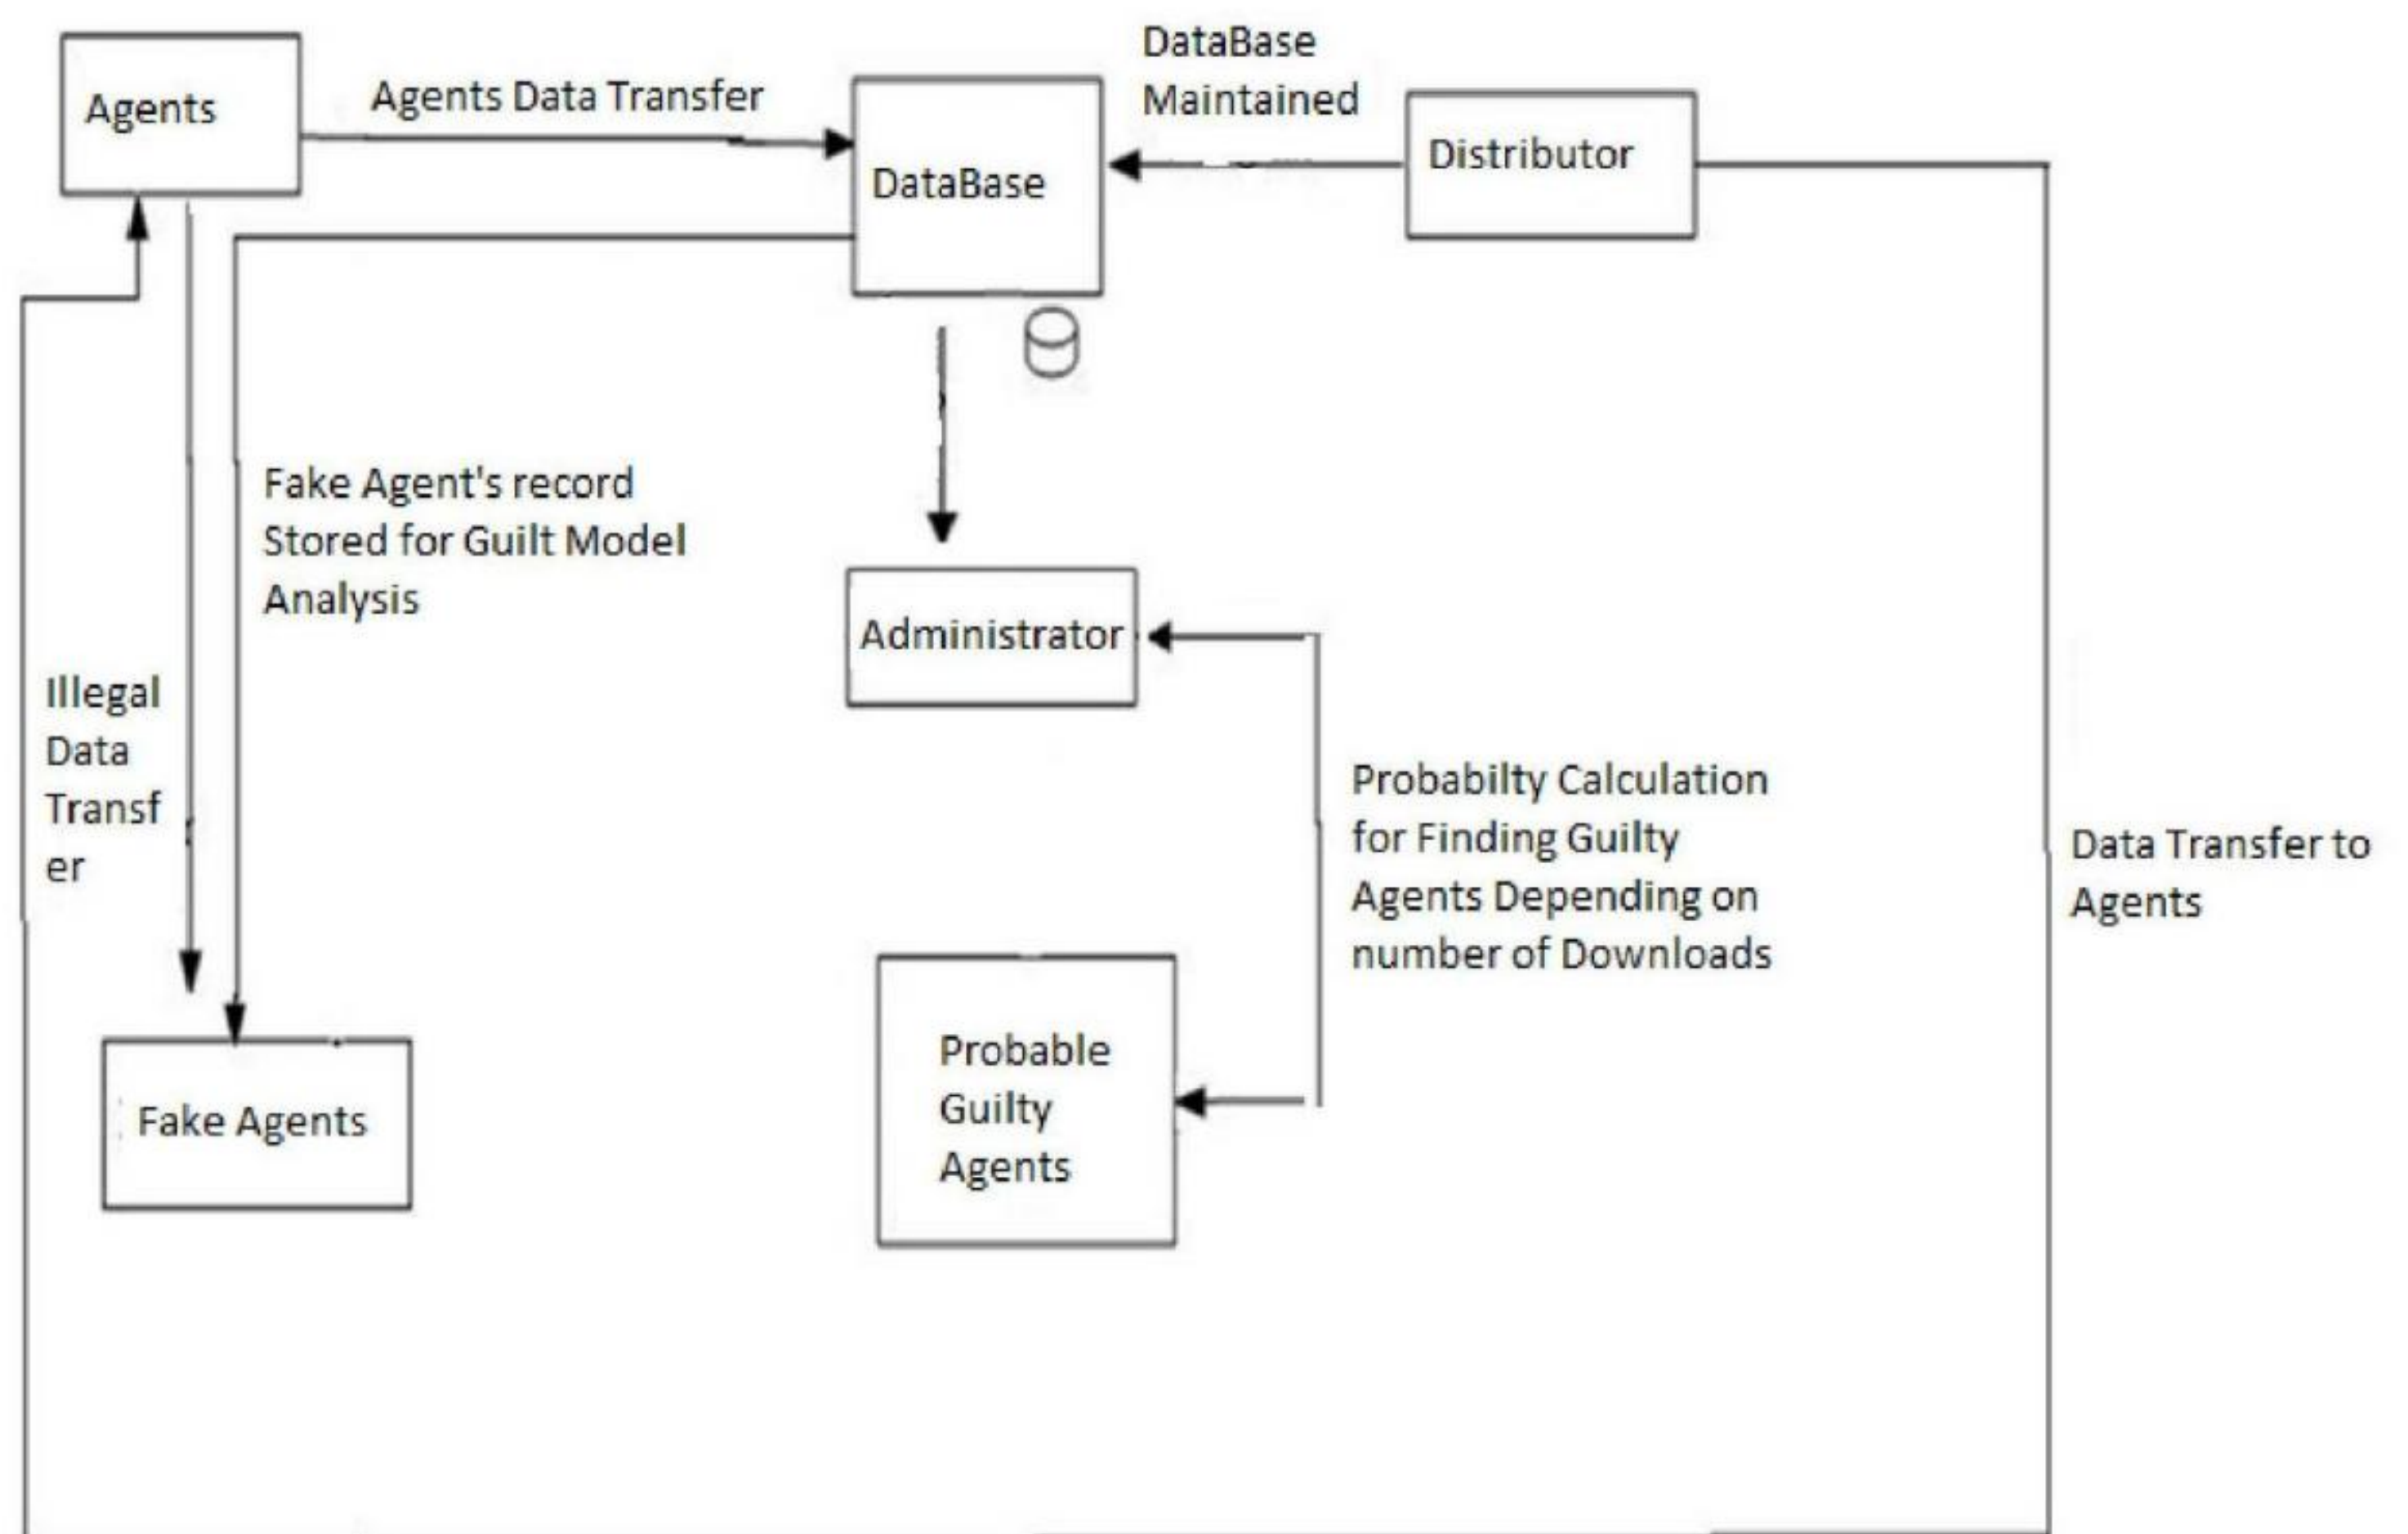 Agents
Agents Data Transfer
DataBase
DataBase
Maintained
Distributor
Fake Agent's record
Stored for Guilt Model
Analysis
Illegal
Data
Transf
er
Administrator
Probabilty Calculation
for Finding Guilty
Agents Depending on
number of Downloads
Data Transfer to
Agents
Fake Agents
Probable
Guilty
Agents